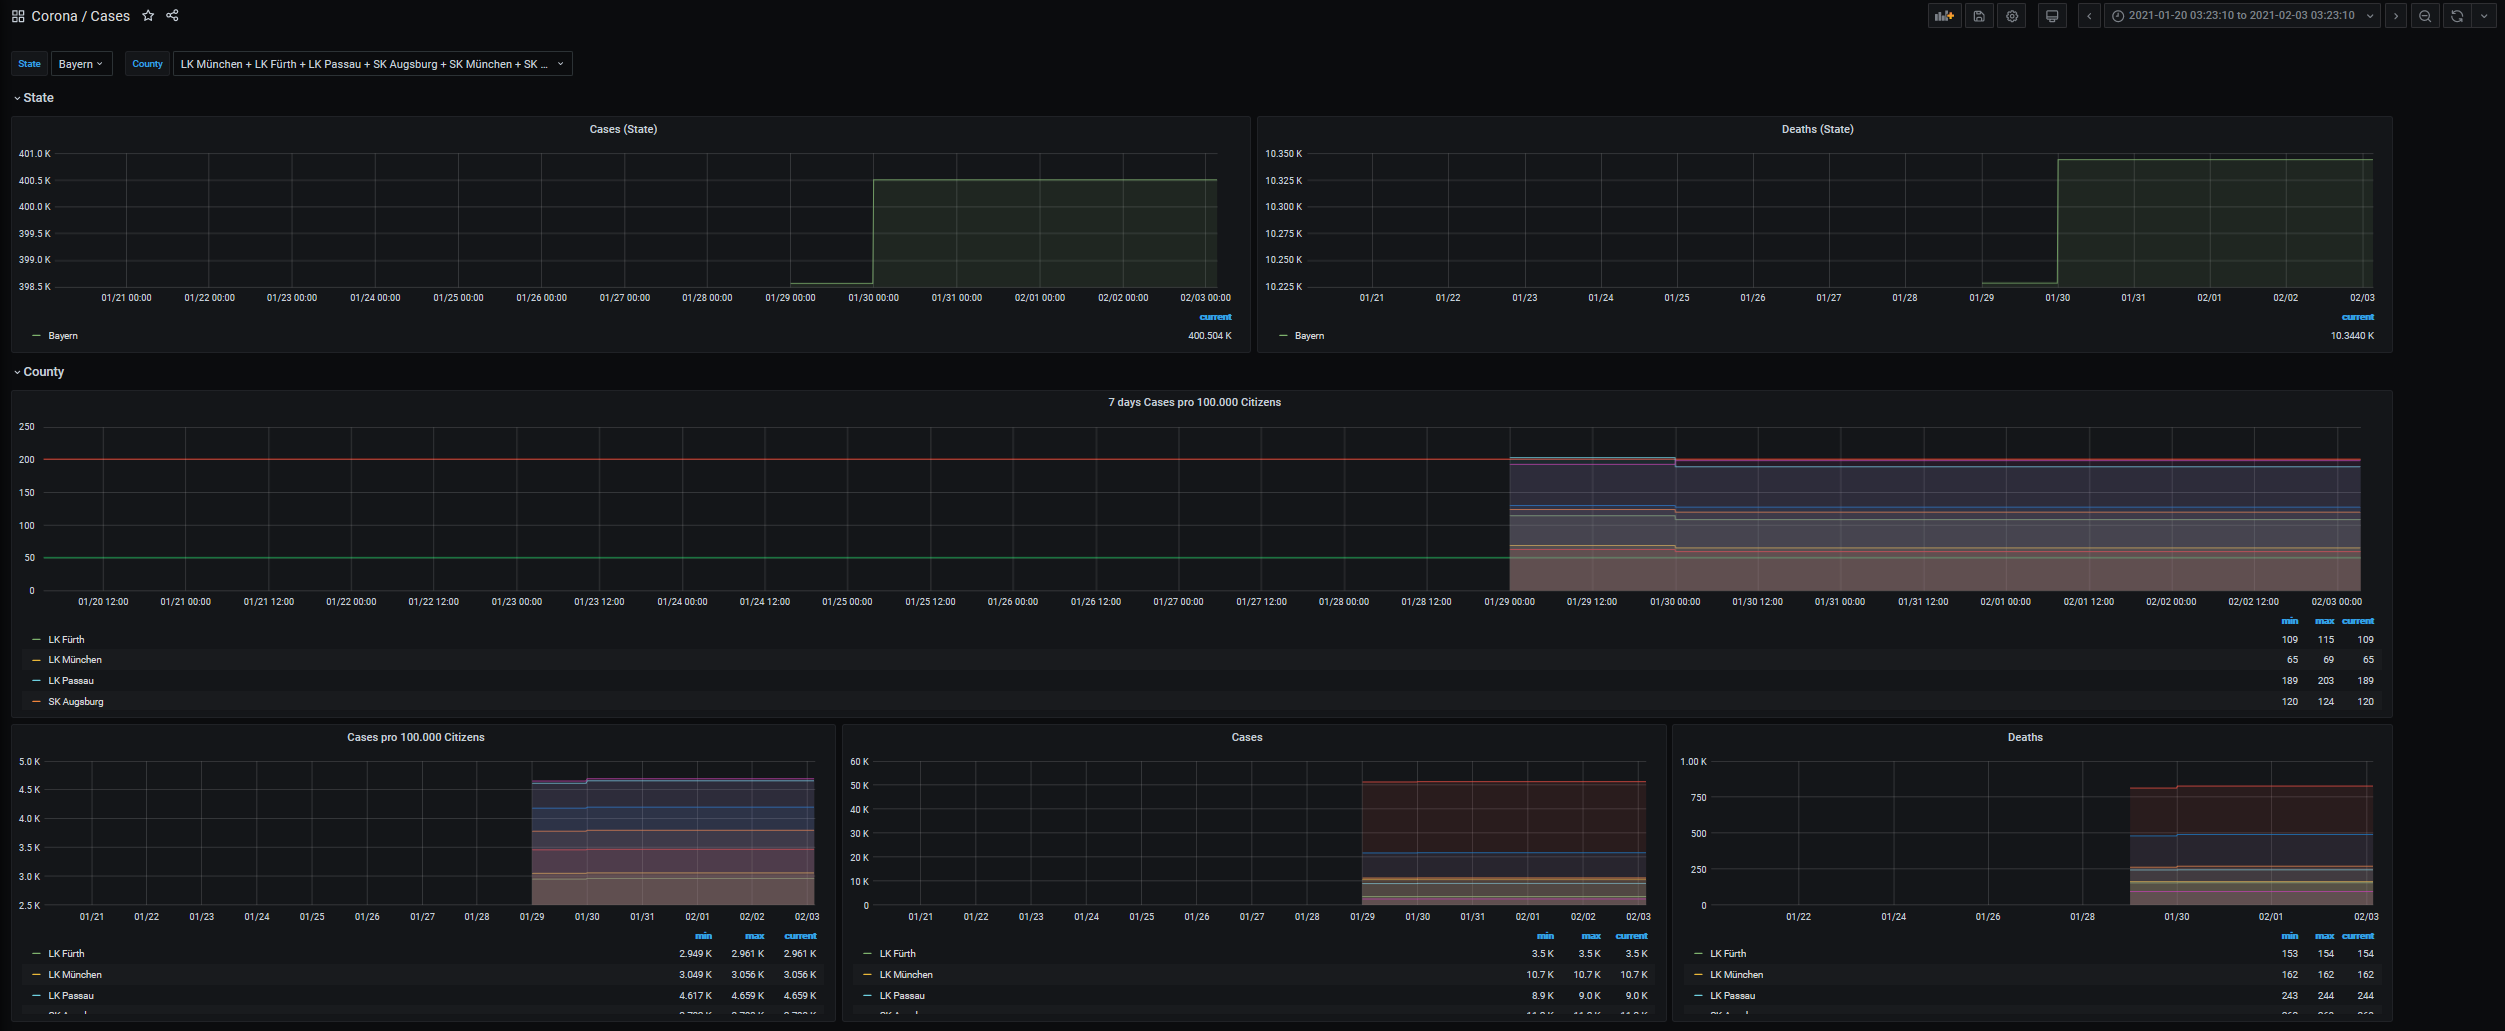 Corona / Cases
2021-01-20 03:23:10 to 2021-02-03 03:23:10
State Bayern County LK München + LK Fürth + LK Passau + SK Augsburg + SK München + SK ...
State
Cases (State)
401.0 K
400.5 K
400.0 K
399.5 K
399.0 K
398.5 K
01/21 00:00 01/22 00:00 01/23 00:00 01/24 00:00 01/25 00:00 01/26 00:00 01/27 00:00 01/28 00:00 01/29 00:00 01/30 00:00 01/31 00:00 02/01 00:00 02/02 00:00 02/03 00:00
current
Bayern 400.504 K
Deaths (State)
10.350 K
10.325 K
10.300 K
10.275 K
10.250 K
10.225 K
01/21 01/22 01/23 01/24 01/25 01/26 01/27 01/28 01/29 01/30 01/31 02/01 02/02 02/03
current
Bayern 10.3440 K
County
7 days Cases pro 100.000 Citizens
250
200
150
100
50
0
01/20 12:00 01/21 00:00 01/21 12:00 01/22 00:00 01/22 12:00 01/23 00:00 01/23 12:00 01/24 00:00 01/24 12:00 01/25 00:00 01/25 12:00 01/26 00:00 01/26 12:00 01/27 00:00 01/27 12:00 01/28 00:00 01/28 12:00 01/29 00:00 01/29 12:00 01/30 00:00 01/30 12:00 01/31 00:00 01/31 12:00 02/01 00:00 02/01 12:00 02/02 00:00 02/02 12:00 02/03 00:00
min max current
LK Fürth 109 115 109
LK München 65 69 65
LK Passau 189 203 189
SK Augsburg 120 124 120
Cases pro 100.000 Citizens
5.0 K
4.5 K
4.0 K
3.5 K
3.0 K
2.5 K
01/21 01/22 01/23 01/24 01/25 01/26 01/27 01/28 01/29 01/30 01/31 02/01 02/02 02/03
min max current
LK Fürth 2.949 K 2.961 K 2.961 K
LK München 3.049 K 3.056 K 3.056 K
LK Passau 4.617 K 4.659 K 4.659 K
Cases
60 K
50 K
40 K
30 K
20 K
10 K
0
01/21 01/22 01/23 01/24 01/25 01/26 01/27 01/28 01/29 01/30 01/31 02/01 02/02 02/03
min max current
LK Fürth 3.5 K 3.5 K 3.5 K
LK München 10.7 K 10.7 K 10.7 K
LK Passau 8.9 K 9.0 K 9.0 K
Deaths
1.00 K
750
500
250
0
01/22 01/24 01/26 01/28 01/30 02/01 02/03
min max current
LK Fürth 153 154 154
LK München 162 162 162
LK Passau 243 244 244